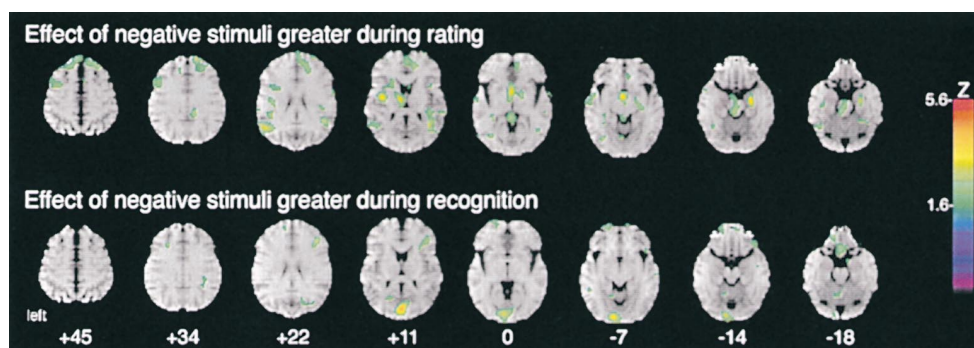 Effect of negative stimuli greater during rating
Z
5.6
Effect of negative stimuli greater during recognition
1.6
left
+45 +34 +22 +11 0 -7 -14 -18